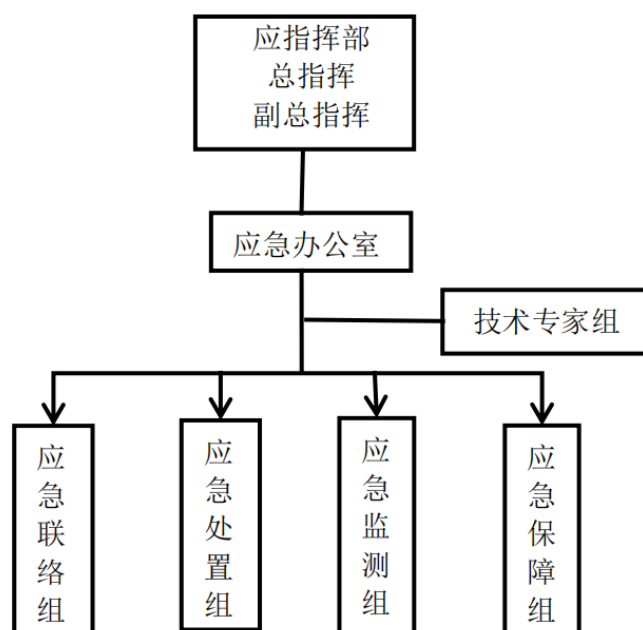 应指挥部
总指挥
副总指挥
应急办公室
技术专家组
应急联络组
应急处置组
应急监测组
应急保障组